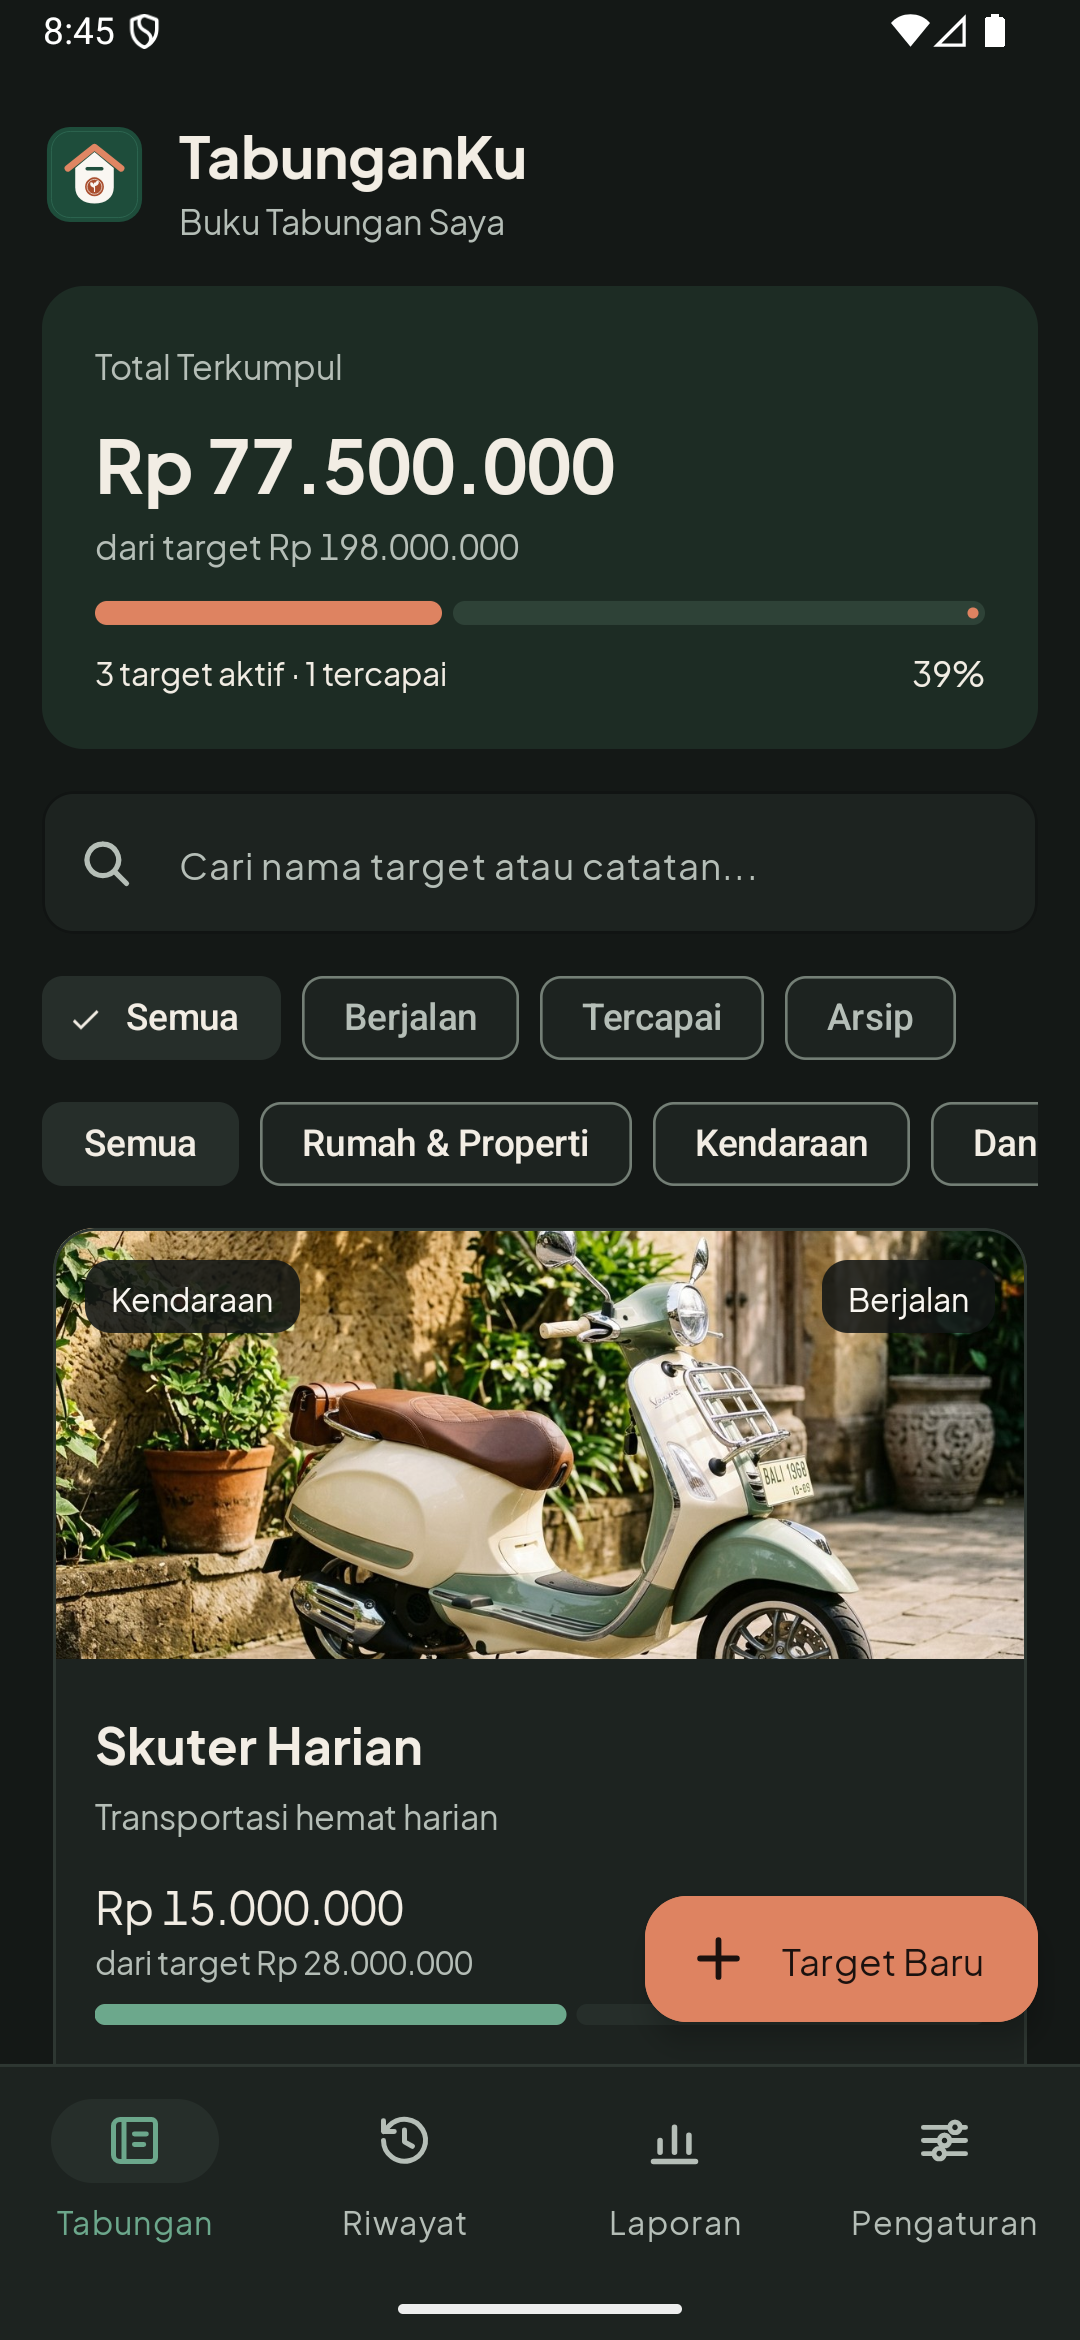 8:45
TabunganKu
Buku Tabungan Saya
Total Terkumpul
Rp 77.500.000
dari target Rp 198.000.000
3 target aktif · 1 tercapai
39%
Cari nama target atau catatan...
Semua
Berjalan
Tercapai
Arsip
Semua
Rumah & Properti
Kendaraan
Dan
Kendaraan
Berjalan
Vespa
BALI 1968
18-09
Skuter Harian
Transportasi hemat harian
Rp 15.000.000
dari target Rp 28.000.000
Target Baru
Tabungan
Riwayat
Laporan
Pengaturan